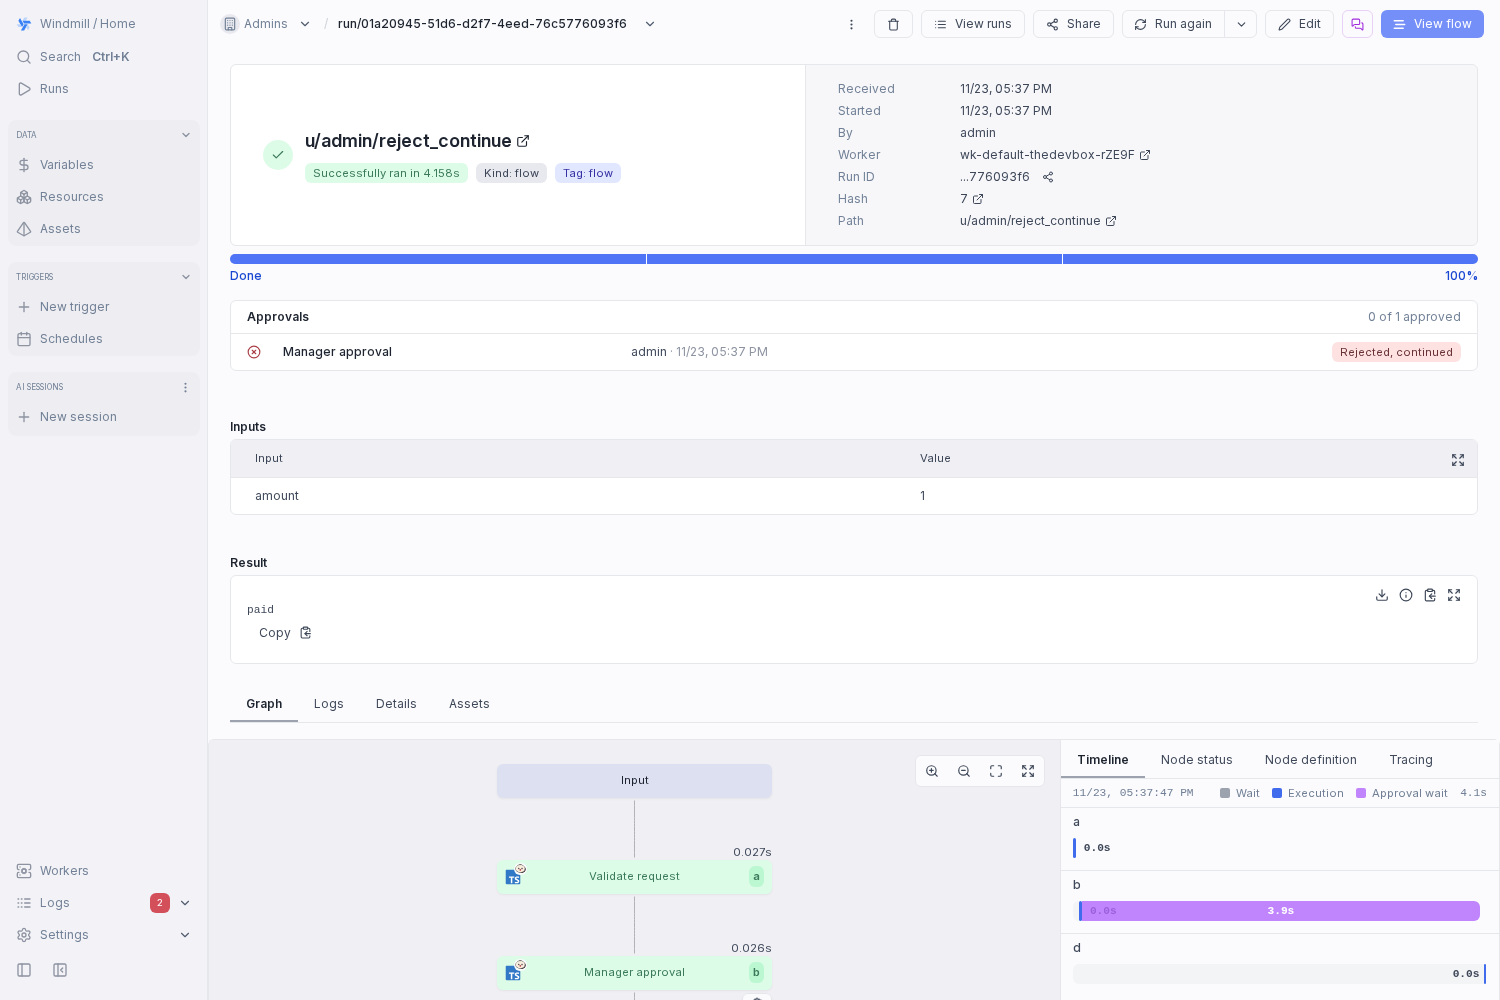 Windmill / Home
Search Ctrl+K
Runs
DATA
Variables
Resources
Assets
TRIGGERS
New trigger
Schedules
AI SESSIONS
New session
Workers
Logs 2
Settings
Admins / run/01a20945-51d6-d2f7-4eed-76c5776093f6
View runs Share Run again Edit View flow
u/admin/reject_continue
Successfully ran in 4.158s Kind: flow Tag: flow
Received 11/23, 05:37 PM
Started 11/23, 05:37 PM
By admin
Worker wk-default-thedevbox-rZE9F
Run ID ...776093f6
Hash 7
Path u/admin/reject_continue
Done 100%
Approvals 0 of 1 approved
Manager approval admin · 11/23, 05:37 PM Rejected, continued
Inputs
Input Value
amount 1
Result
paid
Copy
Graph Logs Details Assets
Input
0.027s
TS Validate request a
0.026s
TS Manager approval b
Timeline Node status Node definition Tracing
11/23, 05:37:47 PM Wait Execution Approval wait 4.1s
a
0.0s
b
0.0s 3.9s
d
0.0s